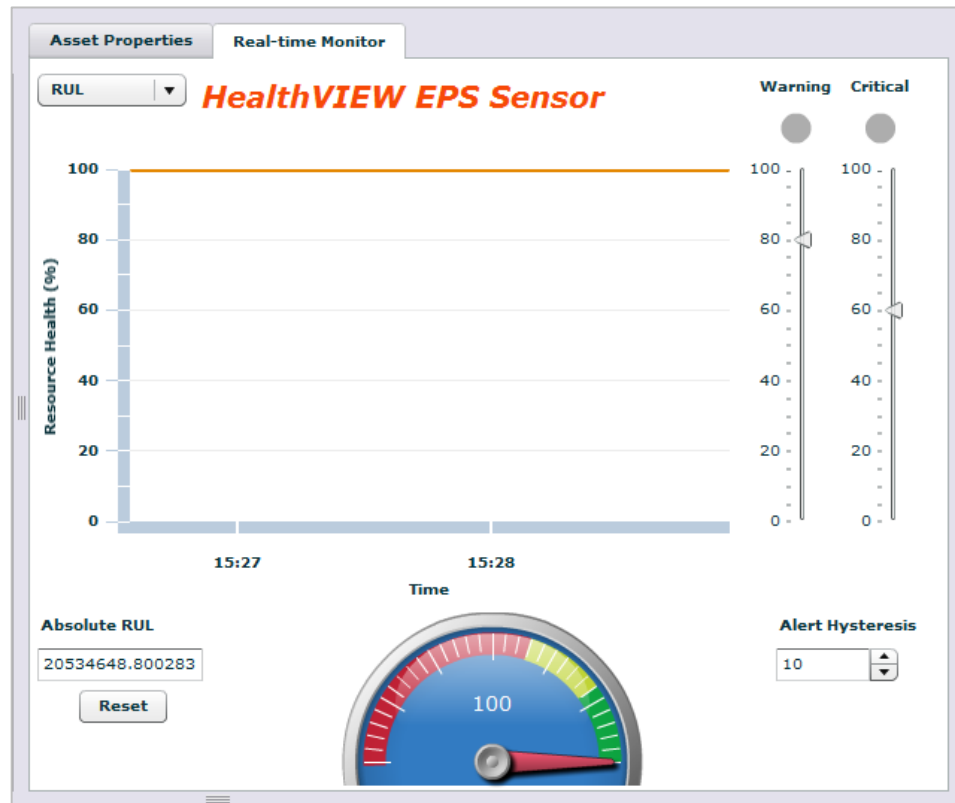 Asset Properties
Real-time Monitor
RUL
HealthVIEW EPS Sensor
Warning
Critical
Resource Health (%)
100
80
60
40
20
0
15:27
15:28
Time
100
80
60
40
20
0
100
80
60
40
20
0
Absolute RUL
20534648.800283
Reset
100
Alert Hysteresis
10